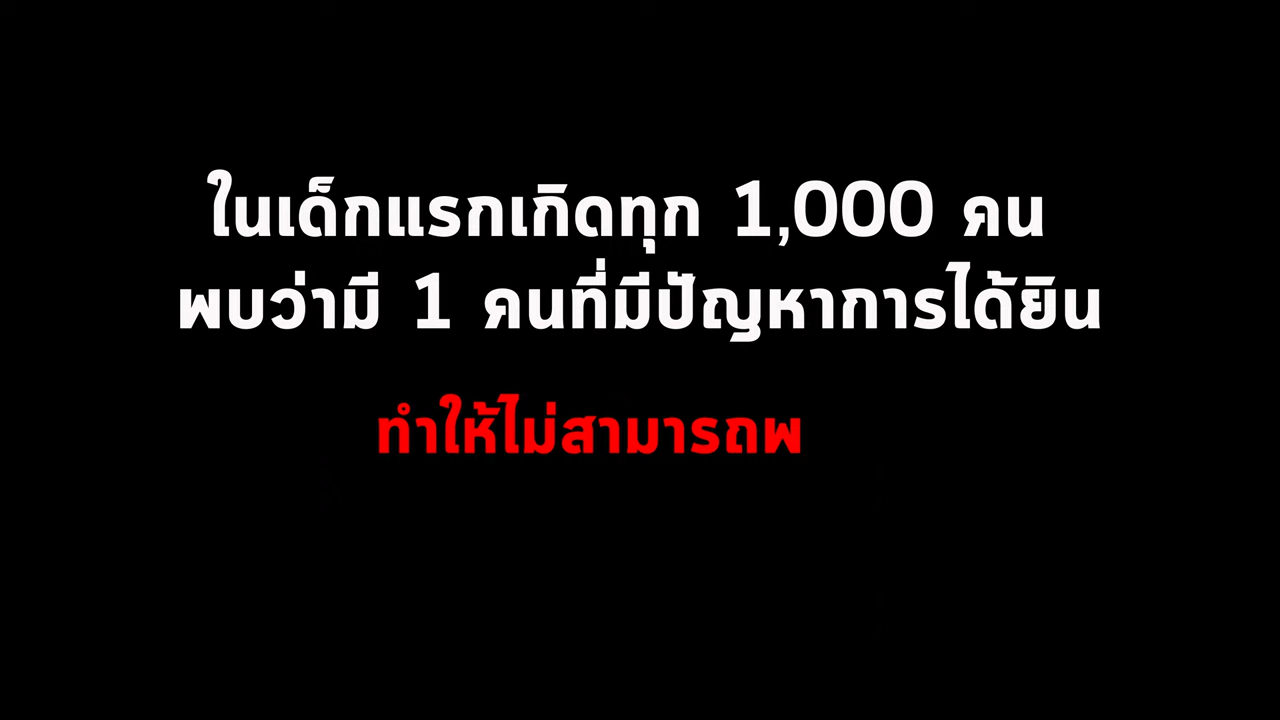 ในเด็กแรกเกิดทุก 1,000 คน
พบว่ามี 1 คนที่มีปัญหาการได้ยิน
ทำให้ไม่สามารถพ